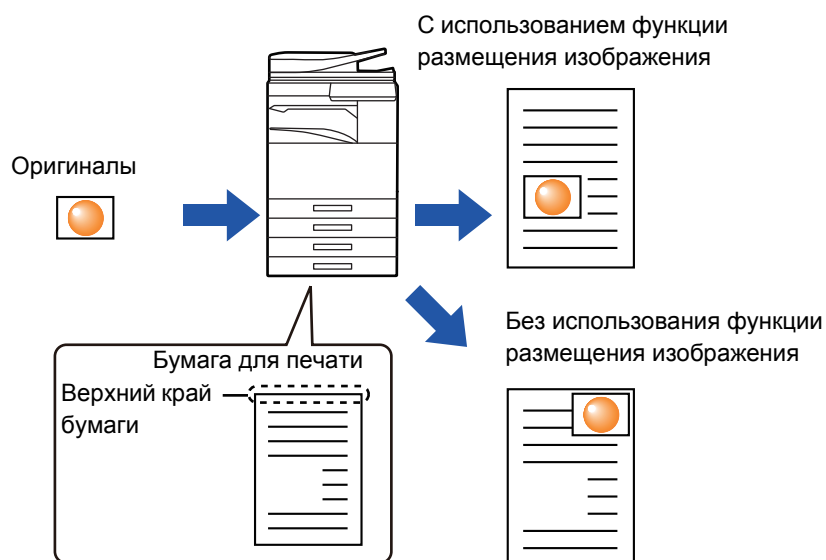 С использованием функции
размещения изображения
Оригиналы
Без использования функции
размещения изображения
Бумага для печати
Верхний край
бумаги